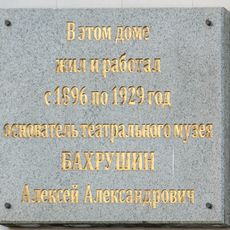 В этом доме
жил и работал
с 1896 по 1929 год
основатель театрального музея
БАХРУШИН
Алексей Александрович